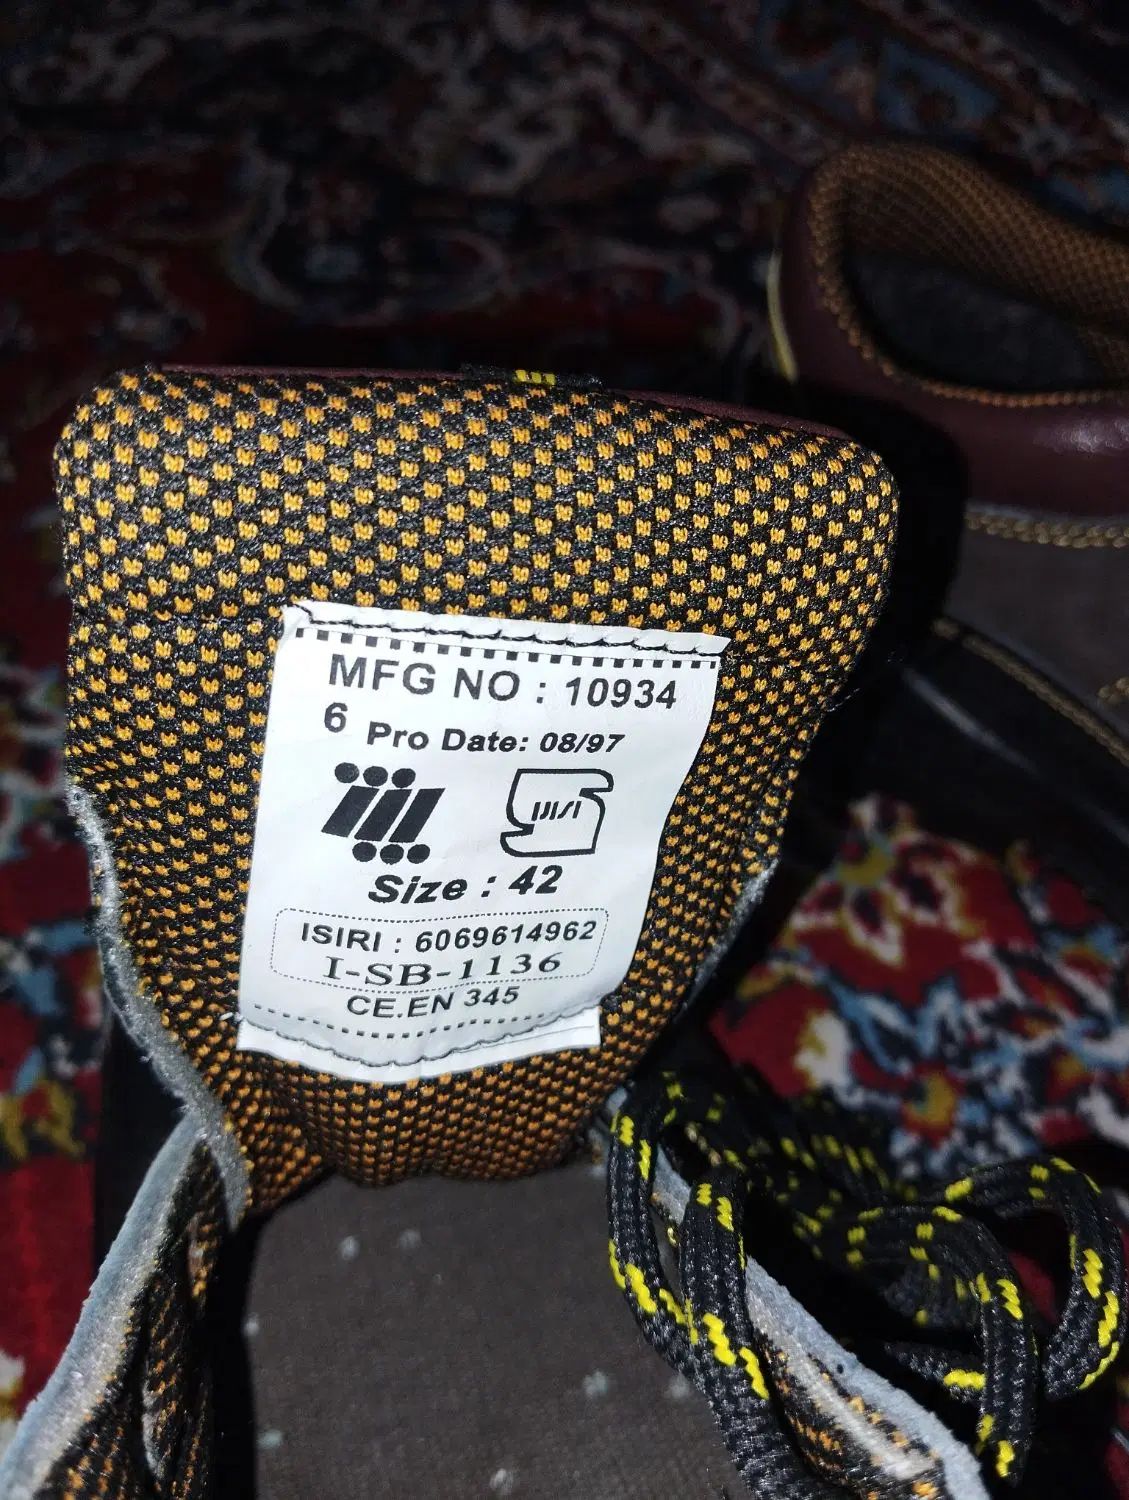 MFG NO : 10934
6 Pro Date: 08/97
Size : 42
ISIRI : 6069614962
I-SB-1136
CE.EN 345